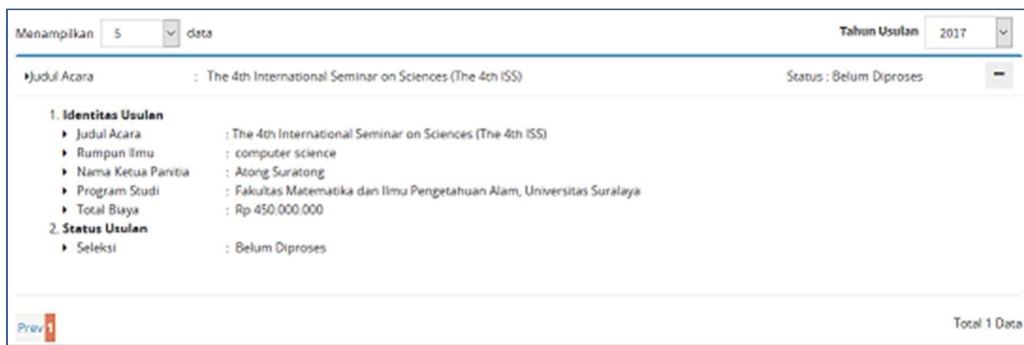 Menampilkan 5 data Tahun Usulan 2017
Judul Acara : The 4th International Seminar on Sciences (The 4th ISS) Status : Belum Diproses
1. Identitas Usulan
Judul Acara : The 4th International Seminar on Sciences (The 4th ISS)
Rumpun Ilmu : computer science
Nama Ketua Panitia : Atong Suratong
Program Studi : Fakultas Matematika dan Ilmu Pengetahuan Alam, Universitas Suralaya
Total Biaya : Rp 450.000.000
2. Status Usulan
Seleksi : Belum Diproses
Prev 1 Total 1 Data